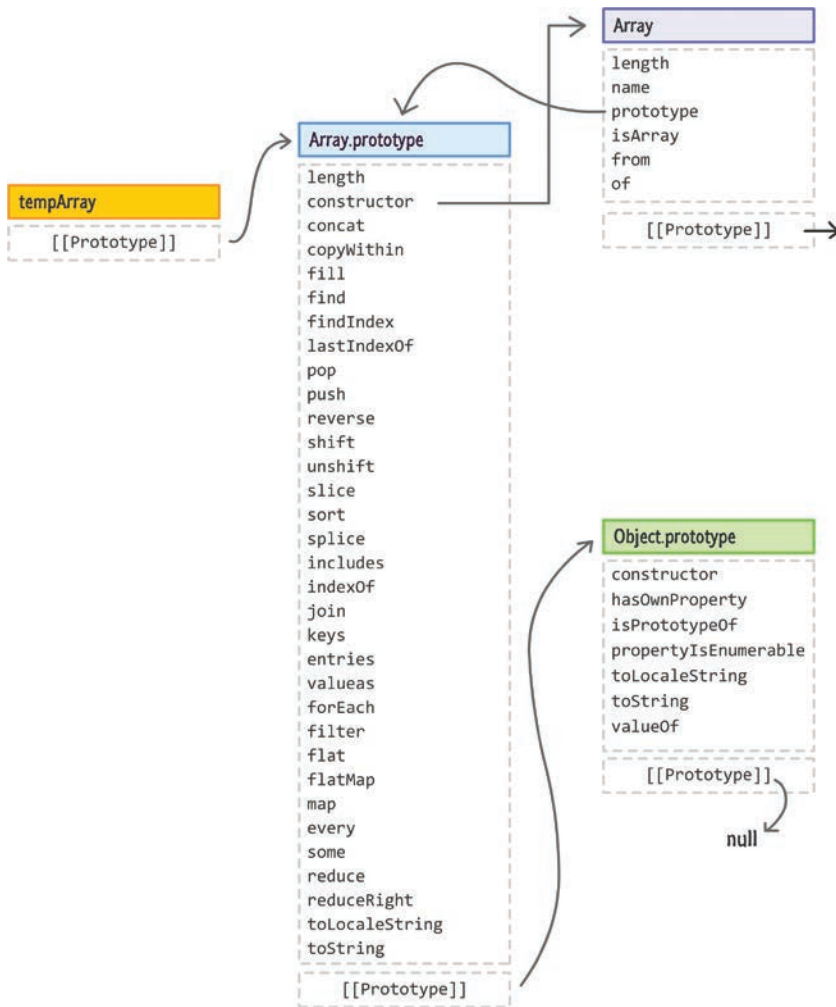 tempArray
[[Prototype]]
Array.prototype
length
constructor
concat
copyWithin
fill
find
findIndex
lastIndexOf
pop
push
reverse
shift
unshift
slice
sort
splice
includes
indexOf
join
keys
entries
valueas
forEach
filter
flat
flatMap
map
every
some
reduce
reduceRight
toLocaleString
toString
[[Prototype]]
Array
length
name
prototype
isArray
from
of
[[Prototype]]
Object.prototype
constructor
hasOwnProperty
isPrototypeOf
propertyIsEnumerable
toLocaleString
toString
valueOf
[[Prototype]]
null